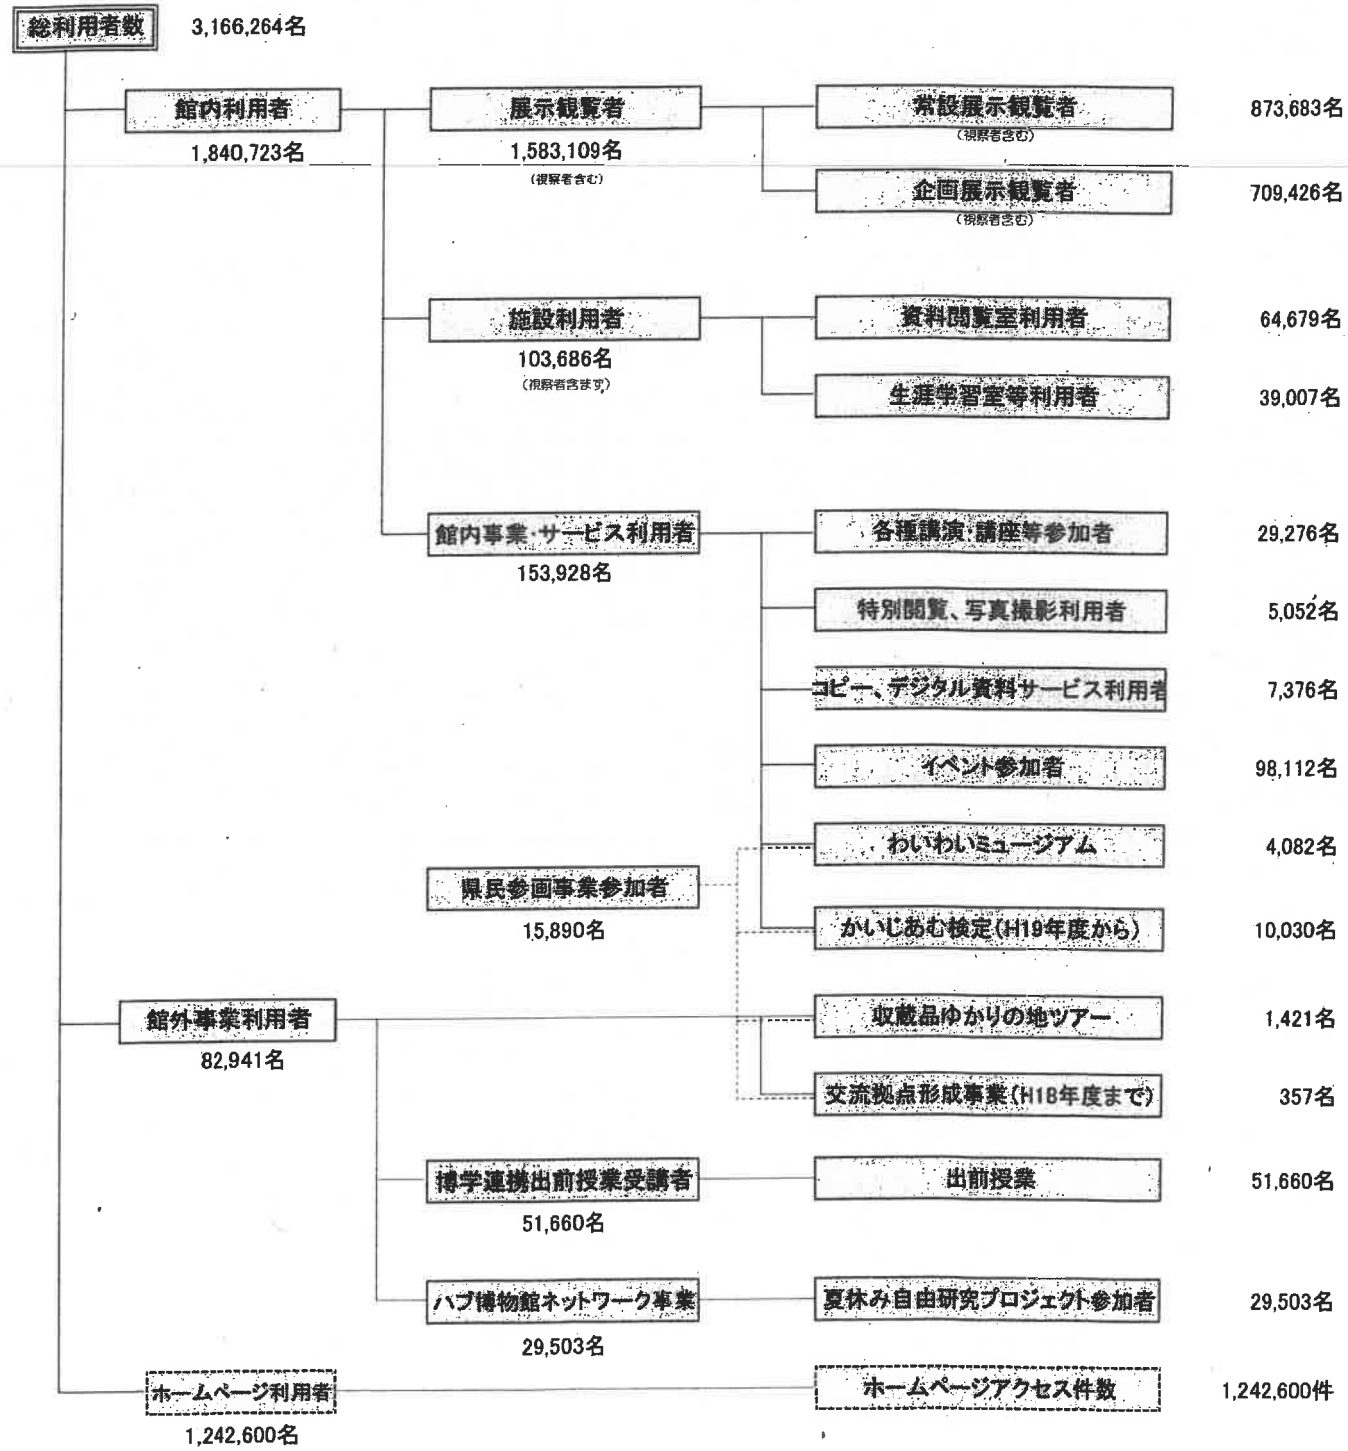 総利用者数 3,166,264名
館内利用者 展示観覧者 常設展示観覧者 873,683名
(視察者含む)
1,840,723名 1,583,109名
(視察者含む)
企画展示観覧者 709,426名
(視察者含む)
施設利用者 資料閲覧室利用者 64,679名
103,686名
(視察者含まず)
生涯学習室等利用者 39,007名
館内事業・サービス利用者 各種講演・講座等参加者 29,276名
153,928名
特別閲覧、写真撮影利用者 5,052名
コピー、デジタル資料サービス利用者 7,376名
イベント参加者 98,112名
わいわいミュージアム 4,082名
県民参画事業参加者
15,890名
かいじあむ検定(H19年度から) 10,030名
館外事業利用者 収蔵品ゆかりの地ツアー 1,421名
82,941名
交流拠点形成事業(H18年度まで) 357名
博学連携出前授業受講者 出前授業 51,660名
51,660名
ハブ博物館ネットワーク事業 夏休み自由研究プロジェクト参加者 29,503名
29,503名
ホームページ利用者 ホームページアクセス件数 1,242,600件
1,242,600名